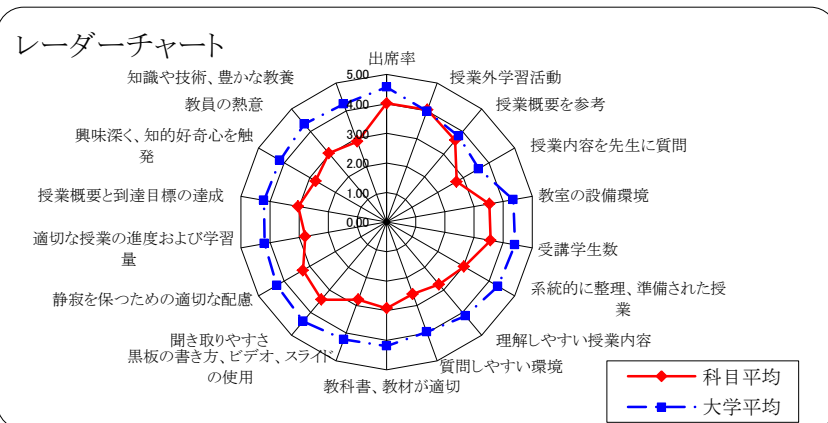 レーダーチャート
出席率
授業外学習活動
授業概要を参考
授業内容を先生に質問
教室の設備環境
受講学生数
系統的に整理、準備された授
業
理解しやすい授業内容
質問しやすい環境
教科書、教材が適切
黒板の書き方、ビデオ、スライド
の使用
聞き取りやすさ
静寂を保つための適切な配慮
適切な授業の進度および学習
量
授業概要と到達目標の達成
興味深く、知的好奇心を触
発
教員の熱意
知識や技術、豊かな教養
5.00
4.00
3.00
2.00
1.00
0.00
科目平均
大学平均